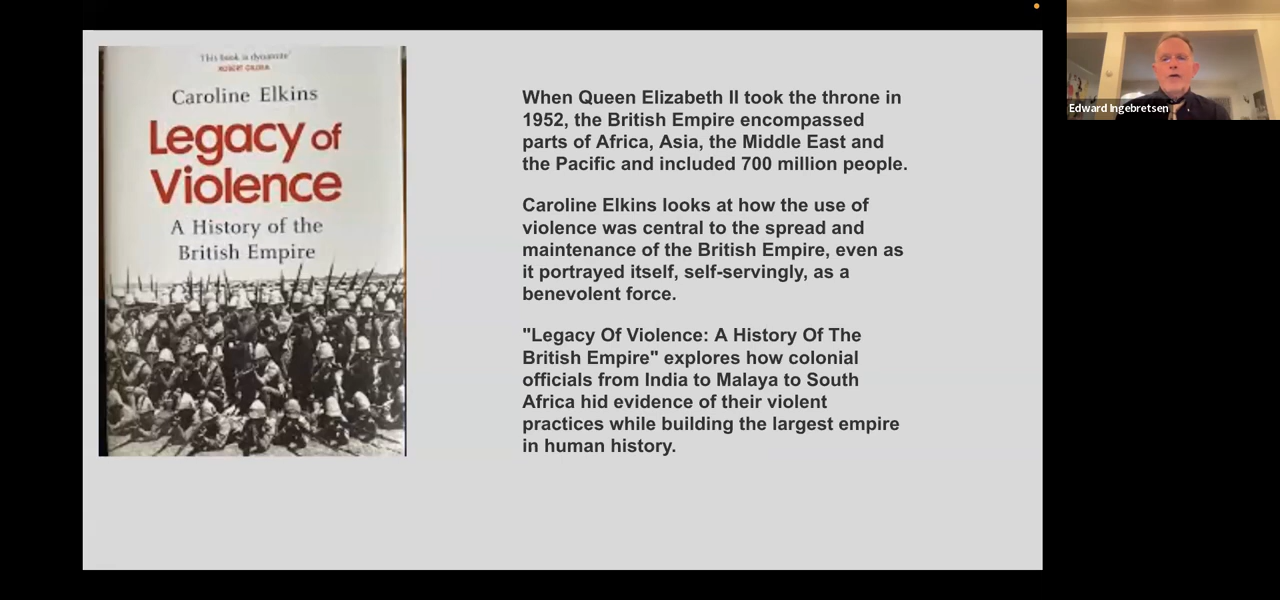 'This book is dynamite'
ROBERT GILDEA
Caroline Elkins
Legacy of
Violence
A History of the
British Empire
When Queen Elizabeth II took the throne in
1952, the British Empire encompassed
parts of Africa, Asia, the Middle East and
the Pacific and included 700 million people.
Caroline Elkins looks at how the use of
violence was central to the spread and
maintenance of the British Empire, even as
it portrayed itself, self-servingly, as a
benevolent force.
"Legacy Of Violence: A History Of The
British Empire" explores how colonial
officials from India to Malaya to South
Africa hid evidence of their violent
practices while building the largest empire
in human history.
Edward Ingebretsen